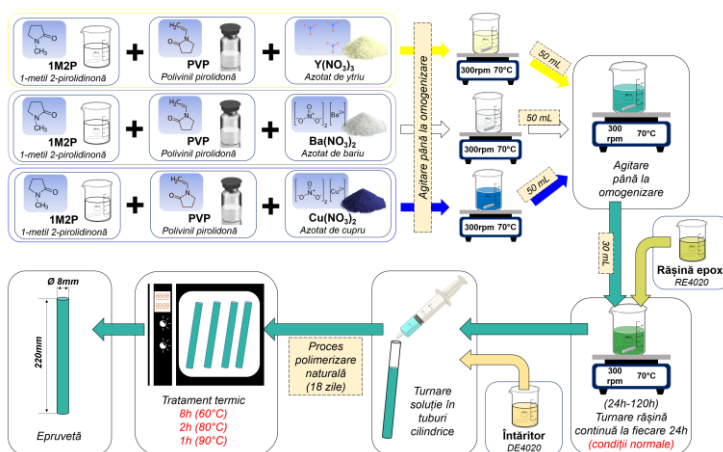 1M2P
1-metil 2-pirolidinonă
PVP
Polivinil pirolidonă
Y(NO₃)₃
Azotat de ytriu
1M2P
1-metil 2-pirolidinonă
PVP
Polivinil pirolidonă
Ba(NO₃)₂
Azotat de bariu
1M2P
1-metil 2-pirolidinonă
PVP
Polivinil pirolidonă
Cu(NO₃)₂
Azotat de cupru
Agitare până la omogenizare
300rpm 70°C
300rpm 70°C
300rpm 70°C
50 mL
50 mL
50 mL
300 rpm 70°C
Agitare
până la
omogenizare
30 mL
Rășină epox
RE4020
300 rpm 70°C
(24h-120h)
Turnare rășină
continuă la fiecare 24h
(condiții normale)
Întăritor
DE4020
Turnare
soluție în
tuburi
cilindrice
Proces
polimerizare
naturală
(18 zile)
Tratament termic
8h (60°C)
2h (80°C)
1h (90°C)
Ø 8mm
220mm
Epruvetă